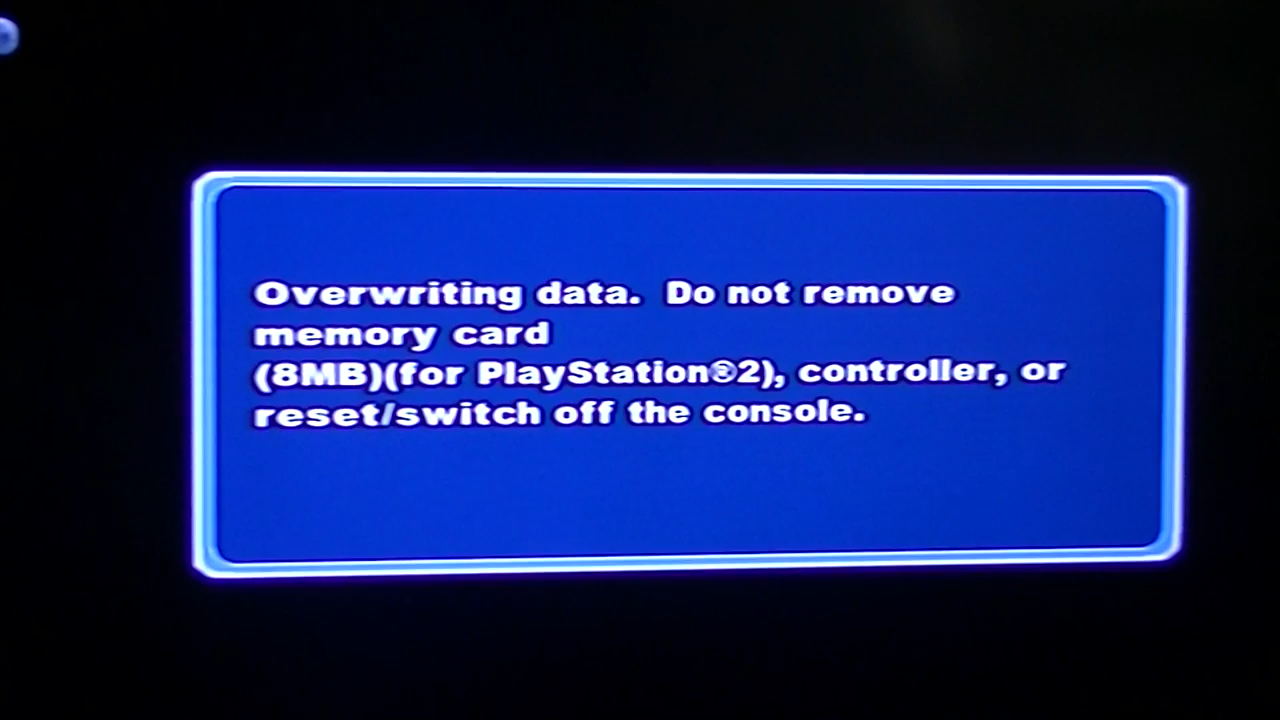 Overwriting data.  Do not remove
memory card
(8MB)(for PlayStation®2), controller, or
reset/switch off the console.